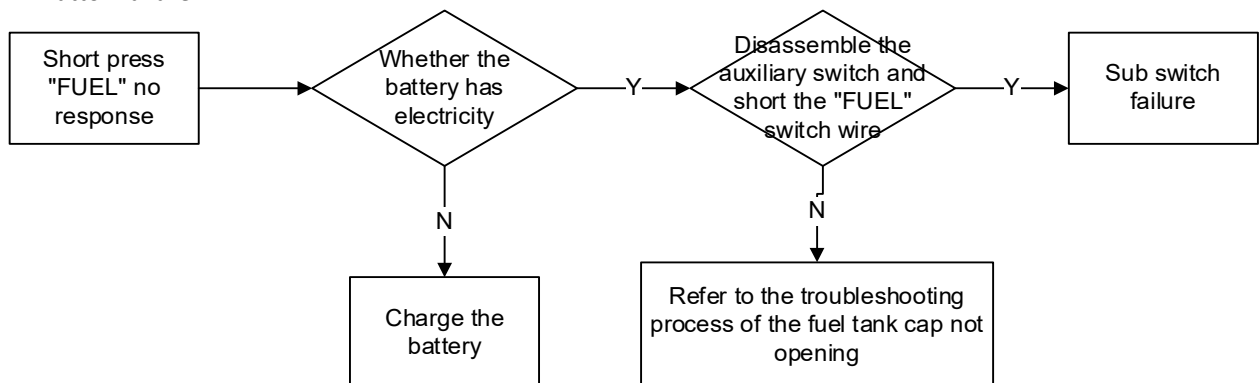 Short press
"FUEL" no
response
Whether the
battery has
electricity
Y
Disassemble the
auxiliary switch and
short the "FUEL"
switch wire
Y
Sub switch
failure
N
N
Charge the
battery
Refer to the troubleshooting
process of the fuel tank cap not
opening